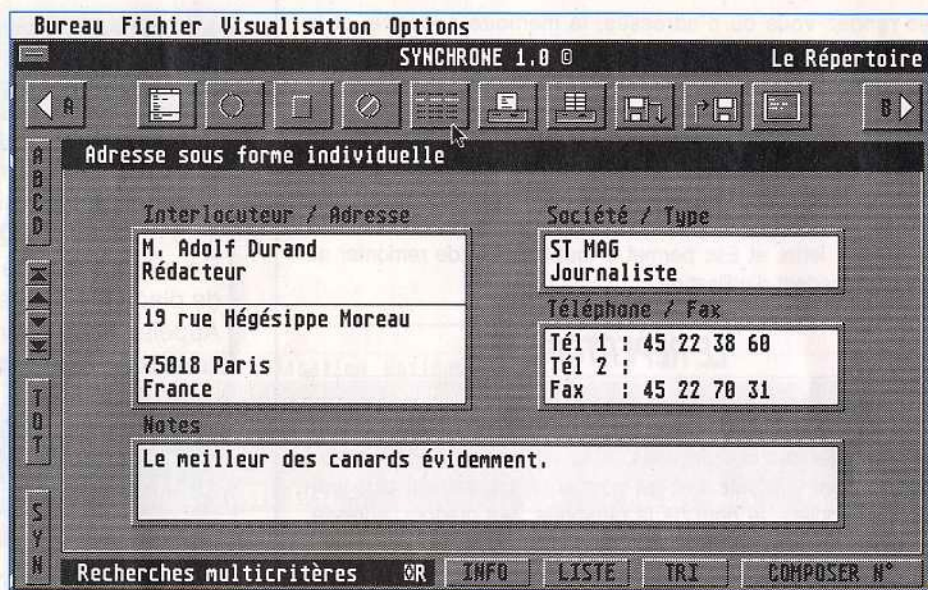 Bureau Fichier Visualisation Options
SYNCHRONE 1.0 © Le Répertoire
A B
A B C D
Adresse sous forme individuelle
Interlocuteur / Adresse
M. Adolf Durand
Rédacteur
19 rue Hégésippe Moreau
75018 Paris
France
Société / Type
ST MAG
Journaliste
Téléphone / Fax
Tél 1 : 45 22 38 60
Tél 2 :
Fax : 45 22 70 31
Notes
Le meilleur des canards évidemment.
T O T
S Y N
Recherches multicritères OR INFO LISTE TRI COMPOSER N°